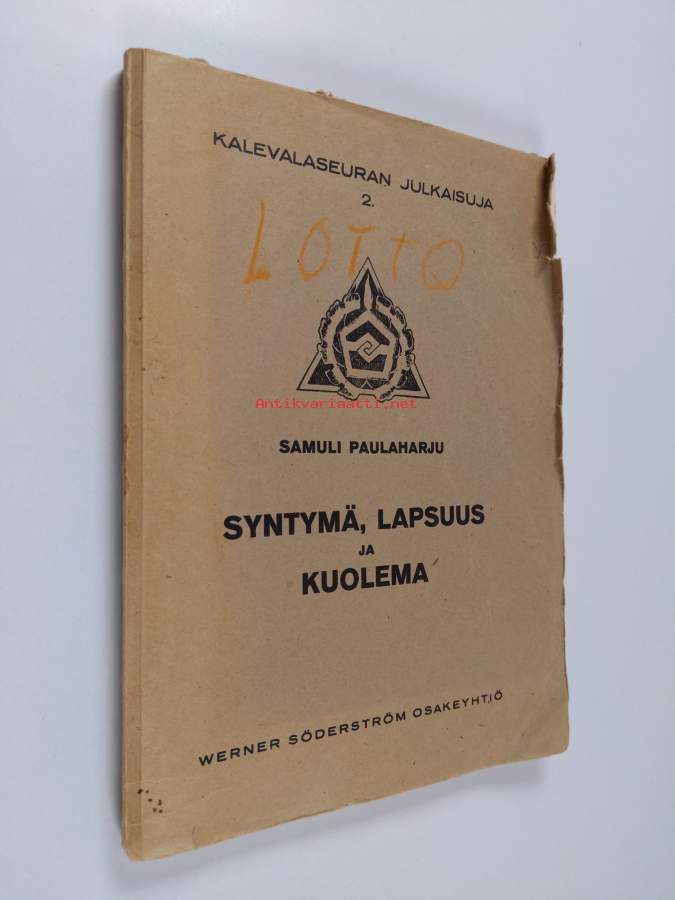 KALEVALASEURAN JULKAISUJA
2.
LOTTO
Antikvariaatti.net
SAMULI PAULAHARJU
SYNTYMÄ, LAPSUUS
JA
KUOLEMA
WERNER SÖDERSTRÖM OSAKEYHTIÖ